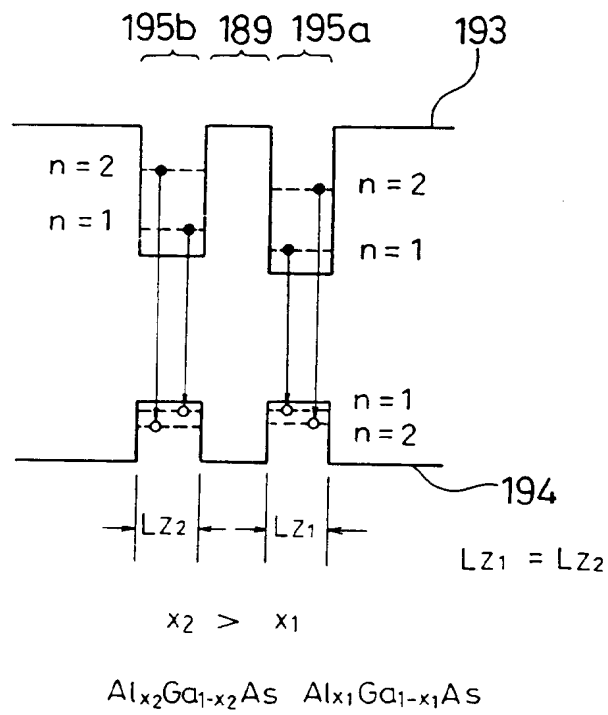 195b 189 195a
193
n = 2
n = 2
n = 1
n = 1
n = 1
n = 2
194
Lz₂ Lz₁
Lz₁ = Lz₂
x₂ > x₁
Alx₂Ga₁₋x₂As Alx₁Ga₁₋x₁As